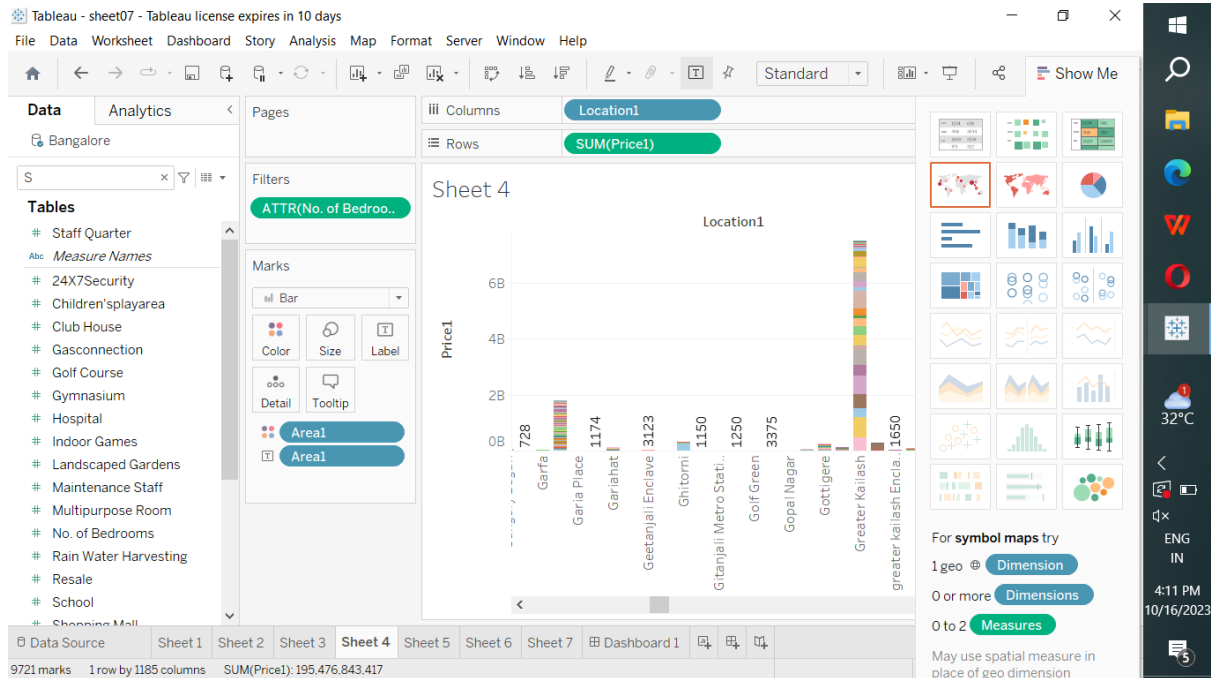 Tableau - sheet07 - Tableau license expires in 10 days
File Data Worksheet Dashboard Story Analysis Map Format Server Window Help
Standard
Show Me
Data Analytics
Bangalore
S
Tables
# Staff Quarter
Abc Measure Names
# 24X7Security
# Children'splayarea
# Club House
# Gasconnection
# Golf Course
# Gymnasium
# Hospital
# Indoor Games
# Landscaped Gardens
# Maintenance Staff
# Multipurpose Room
# No. of Bedrooms
# Rain Water Harvesting
# Resale
# School
# Shopping Mall
Pages
Filters
ATTR(No. of Bedroo..
Marks
Bar
Color Size Label
Detail Tooltip
Area1
Area1
Columns Location1
Rows SUM(Price1)
Sheet 4
Location1
Price1
6B
4B
2B
0B
728
1174
3123
1150
1250
3375
1650
Garfa
Garia Place
Gariahat
Geetanjali Enclave
Ghitorni
Gitanjali Metro Stati..
Golf Green
Gopal Nagar
Gottigere
Greater Kailash
greater kailash Encla..
For symbol maps try
1 geo Dimension
0 or more Dimensions
0 to 2 Measures
May use spatial measure in
place of geo dimension
Data Source Sheet 1 Sheet 2 Sheet 3 Sheet 4 Sheet 5 Sheet 6 Sheet 7 Dashboard 1
9721 marks 1 row by 1185 columns SUM(Price1): 195,476,843,417
1
32°C
ENG
IN
4:11 PM
10/16/2023
5